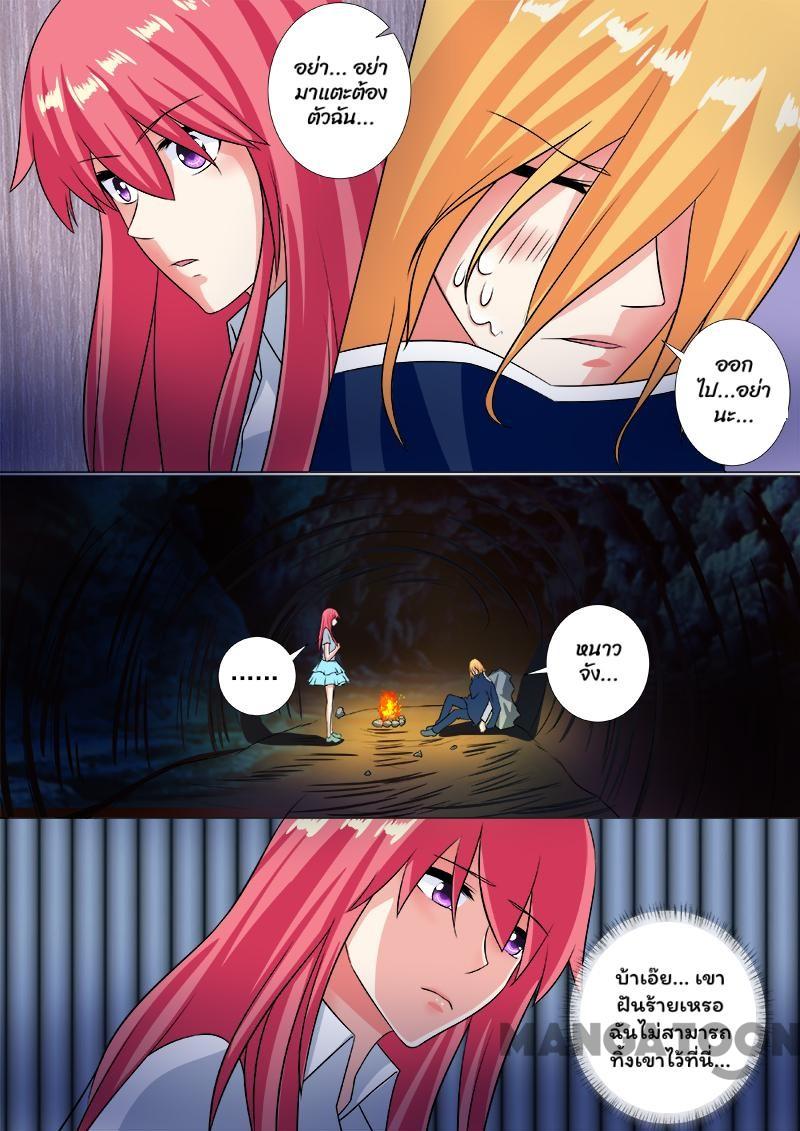 อย่า... อย่า
มาแตะต้อง
ตัวฉัน...
ออก
ไป...อย่า
นะ...
......
หนาว
จัง...
บ้าเอ๊ย... เขา
ฝันร้ายเหรอ
ฉันไม่สามารถ
ทิ้งเขาไว้ที่นี่...
MANGATOON